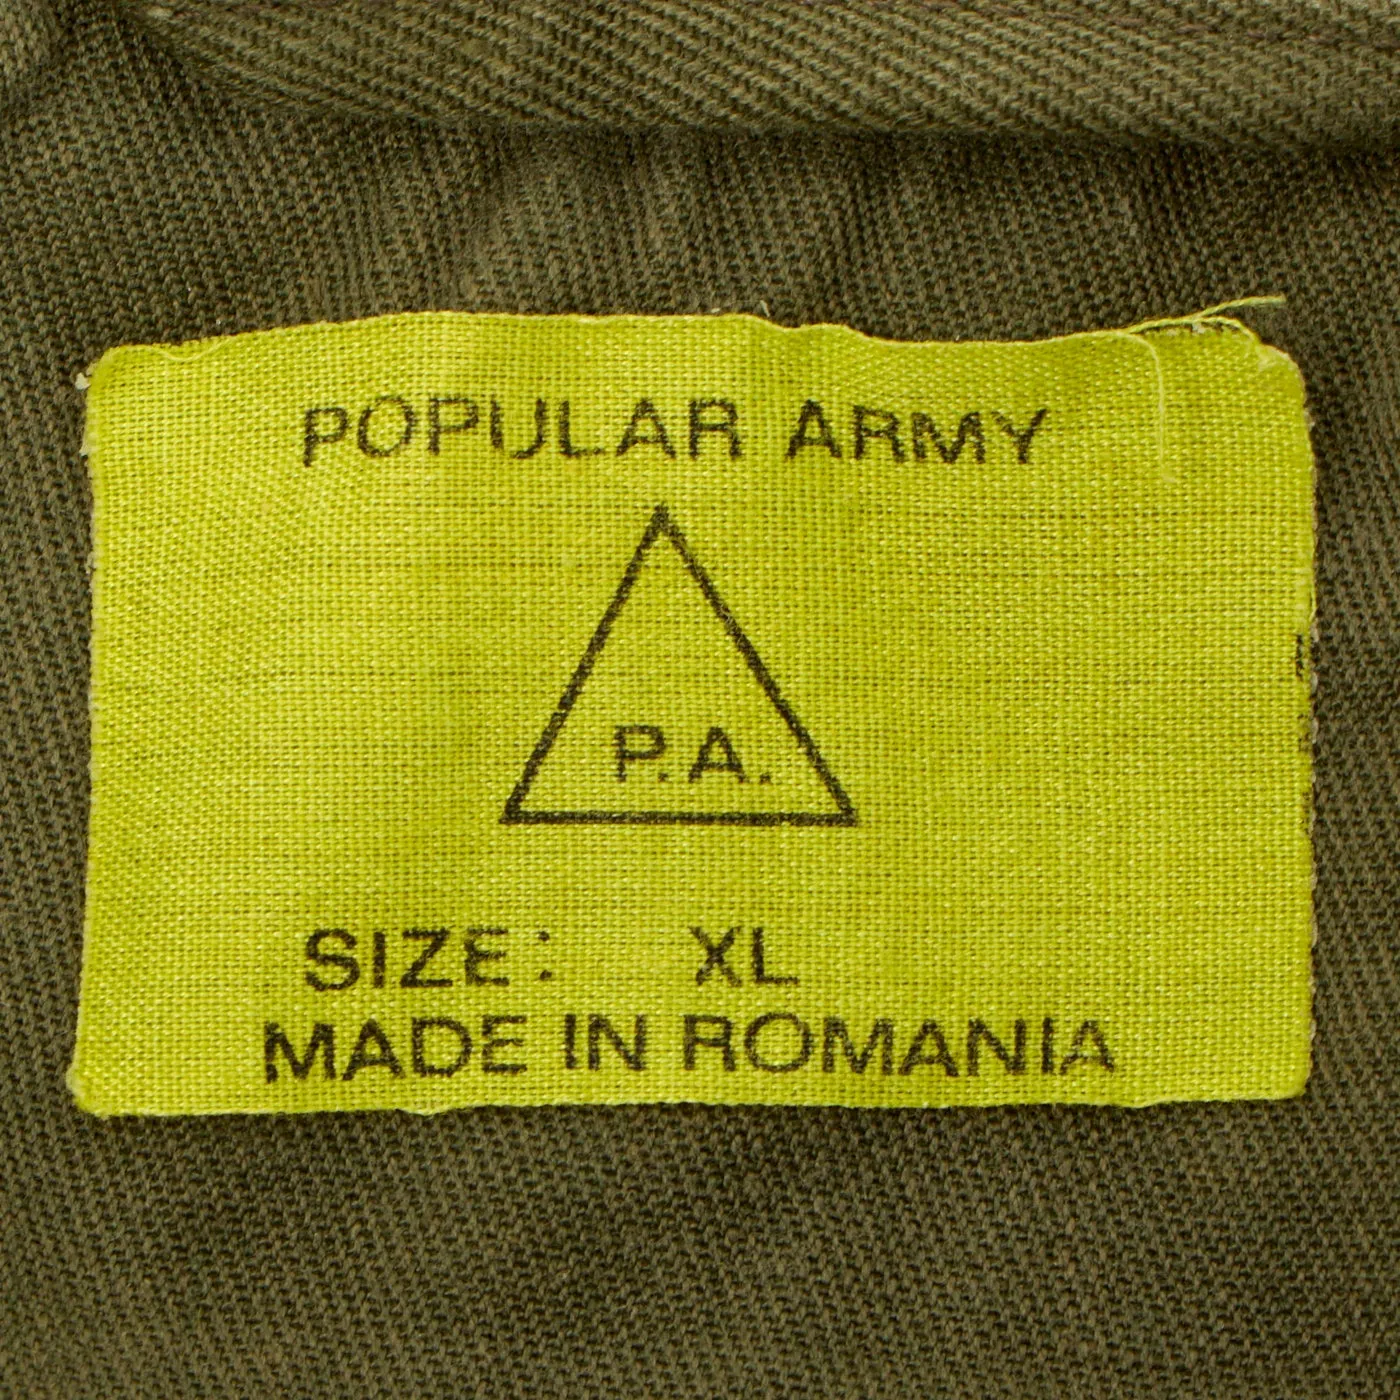 POPULAR ARMY
P.A.
SIZE: XL
MADE IN ROMANIA